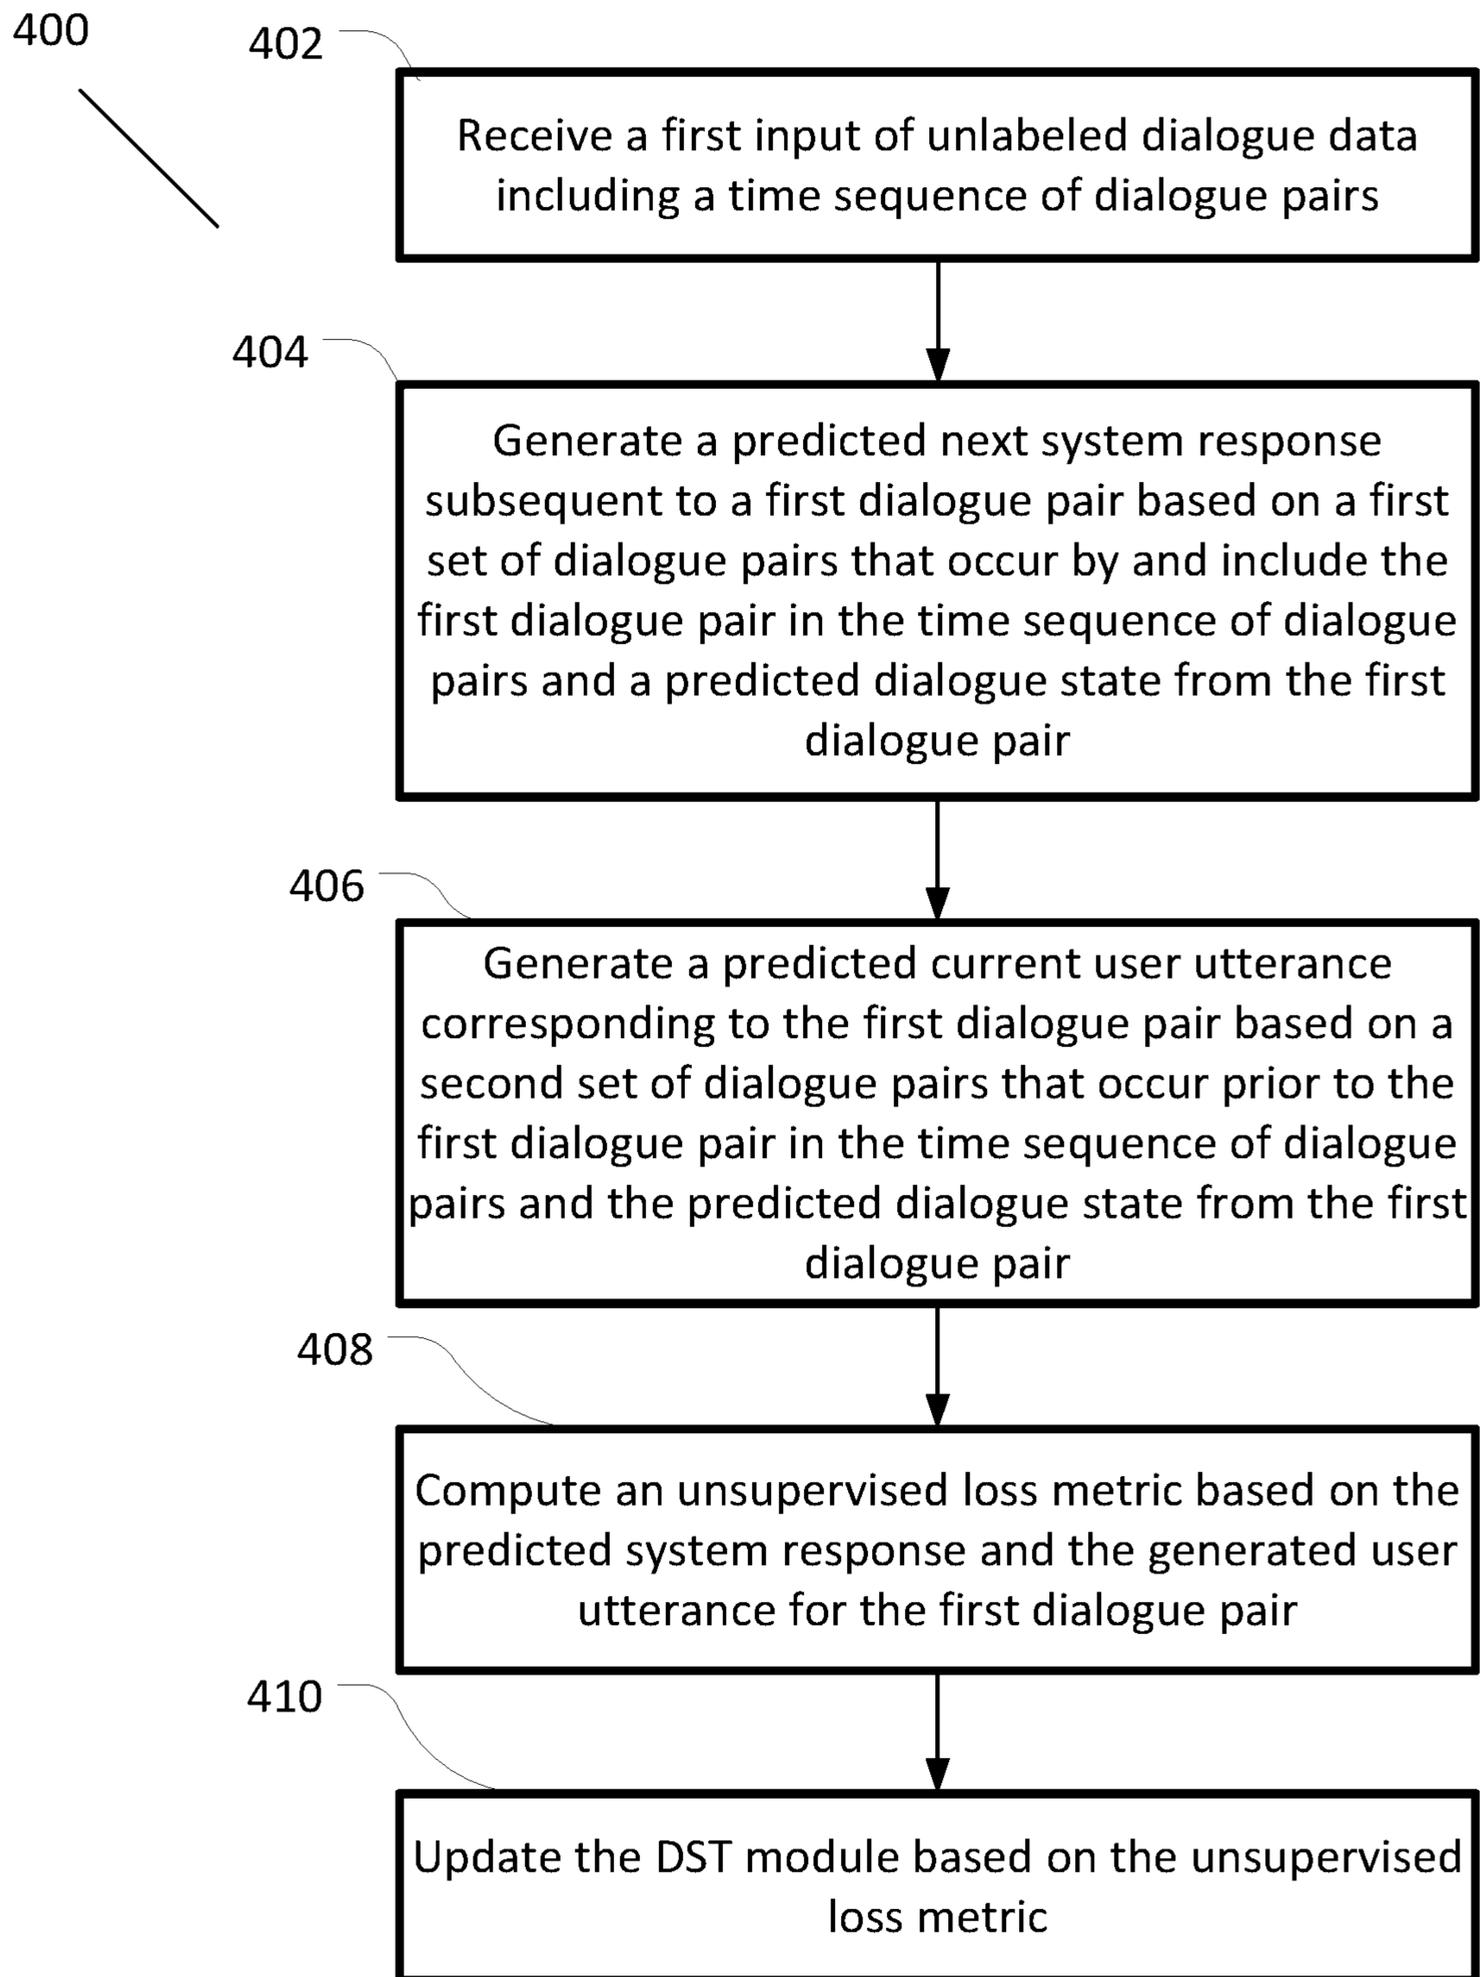 400
402
Receive a first input of unlabeled dialogue data
including a time sequence of dialogue pairs
404
Generate a predicted next system response
subsequent to a first dialogue pair based on a first
set of dialogue pairs that occur by and include the
first dialogue pair in the time sequence of dialogue
pairs and a predicted dialogue state from the first
dialogue pair
406
Generate a predicted current user utterance
corresponding to the first dialogue pair based on a
second set of dialogue pairs that occur prior to the
first dialogue pair in the time sequence of dialogue
pairs and the predicted dialogue state from the first
dialogue pair
408
Compute an unsupervised loss metric based on the
predicted system response and the generated user
utterance for the first dialogue pair
410
Update the DST module based on the unsupervised
loss metric